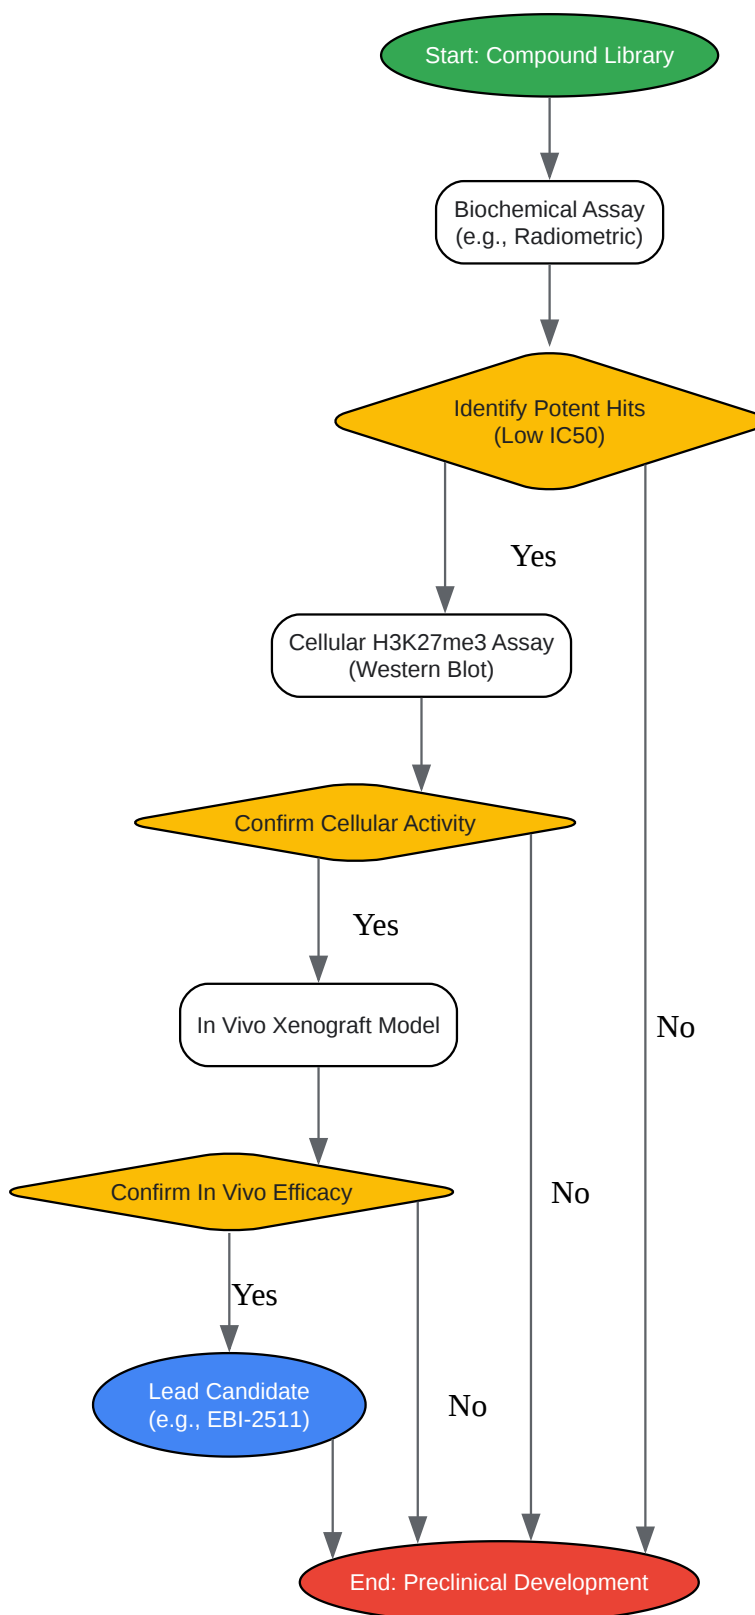 Start: Compound Library
Biochemical Assay
(e.g., Radiometric)
Identify Potent Hits
(Low IC50)
Yes
Cellular H3K27me3 Assay
(Western Blot)
Confirm Cellular Activity
Yes
In Vivo Xenograft Model
No
Confirm In Vivo Efficacy
No
Yes
Lead Candidate
(e.g., EBI-2511)
No
End: Preclinical Development